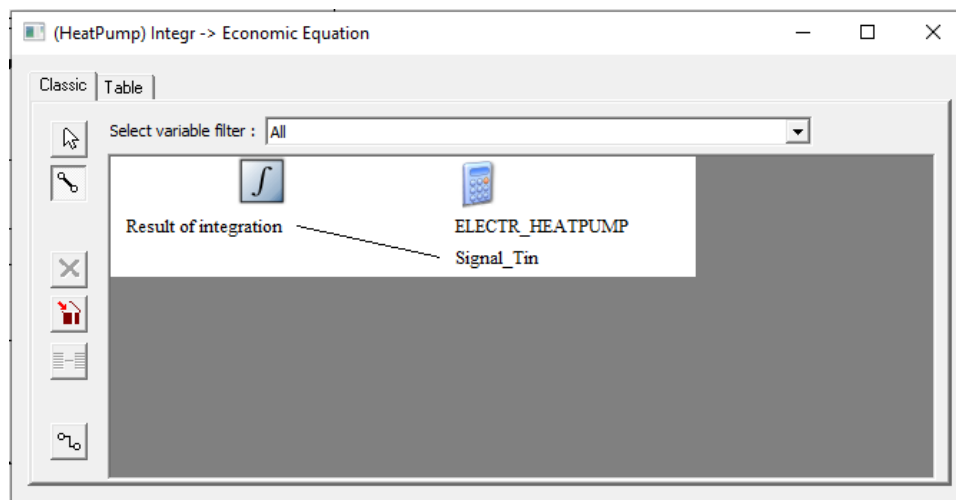 (HeatPump) Integr -> Economic Equation
Classic
Table
Select variable filter :
All
Result of integration
ELECTR_HEATPUMP
Signal_Tin